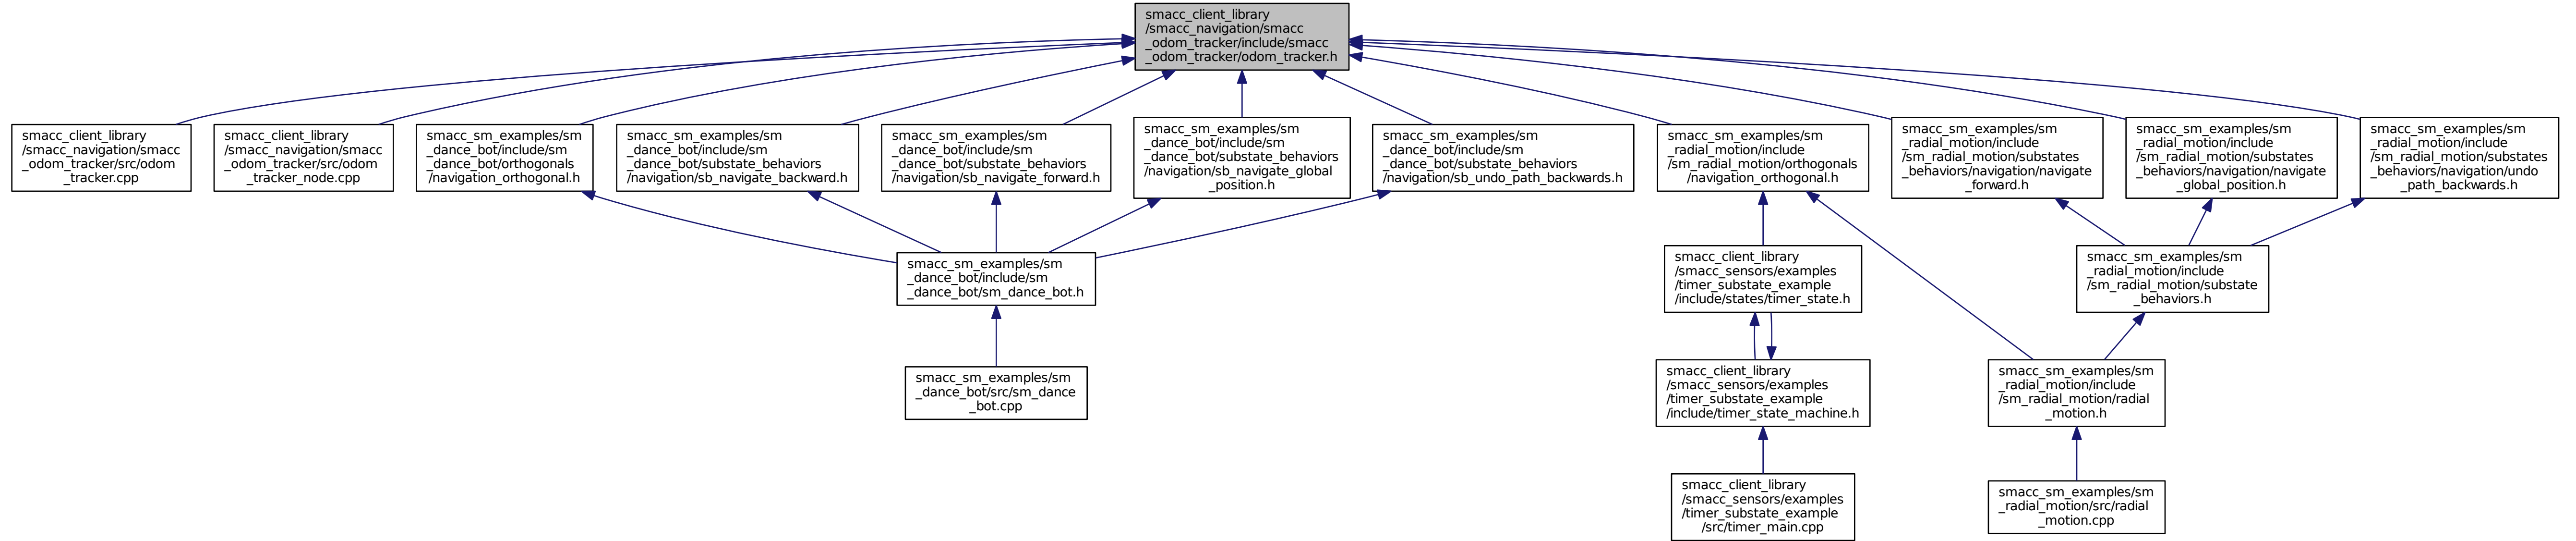 smacc_client_library
/smacc_navigation/smacc
_odom_tracker/include/smacc
_odom_tracker/odom_tracker.h
smacc_client_library
/smacc_navigation/smacc
_odom_tracker/src/odom
_tracker.cpp
smacc_client_library
/smacc_navigation/smacc
_odom_tracker/src/odom
_tracker_node.cpp
smacc_sm_examples/sm
_dance_bot/include/sm
_dance_bot/orthogonals
/navigation_orthogonal.h
smacc_sm_examples/sm
_dance_bot/include/sm
_dance_bot/substate_behaviors
/navigation/sb_navigate_backward.h
smacc_sm_examples/sm
_dance_bot/include/sm
_dance_bot/substate_behaviors
/navigation/sb_navigate_forward.h
smacc_sm_examples/sm
_dance_bot/include/sm
_dance_bot/substate_behaviors
/navigation/sb_navigate_global
_position.h
smacc_sm_examples/sm
_dance_bot/include/sm
_dance_bot/substate_behaviors
/navigation/sb_undo_path_backwards.h
smacc_sm_examples/sm
_radial_motion/include
/sm_radial_motion/orthogonals
/navigation_orthogonal.h
smacc_sm_examples/sm
_radial_motion/include
/sm_radial_motion/substates
_behaviors/navigation/navigate
_forward.h
smacc_sm_examples/sm
_radial_motion/include
/sm_radial_motion/substates
_behaviors/navigation/navigate
_global_position.h
smacc_sm_examples/sm
_radial_motion/include
/sm_radial_motion/substates
_behaviors/navigation/undo
_path_backwards.h
smacc_sm_examples/sm
_dance_bot/include/sm
_dance_bot/sm_dance_bot.h
smacc_client_library
/smacc_sensors/examples
/timer_substate_example
/include/states/timer_state.h
smacc_sm_examples/sm
_radial_motion/include
/sm_radial_motion/substate
_behaviors.h
smacc_sm_examples/sm
_dance_bot/src/sm_dance
_bot.cpp
smacc_client_library
/smacc_sensors/examples
/timer_substate_example
/include/timer_state_machine.h
smacc_sm_examples/sm
_radial_motion/include
/sm_radial_motion/radial
_motion.h
smacc_client_library
/smacc_sensors/examples
/timer_substate_example
/src/timer_main.cpp
smacc_sm_examples/sm
_radial_motion/src/radial
_motion.cpp